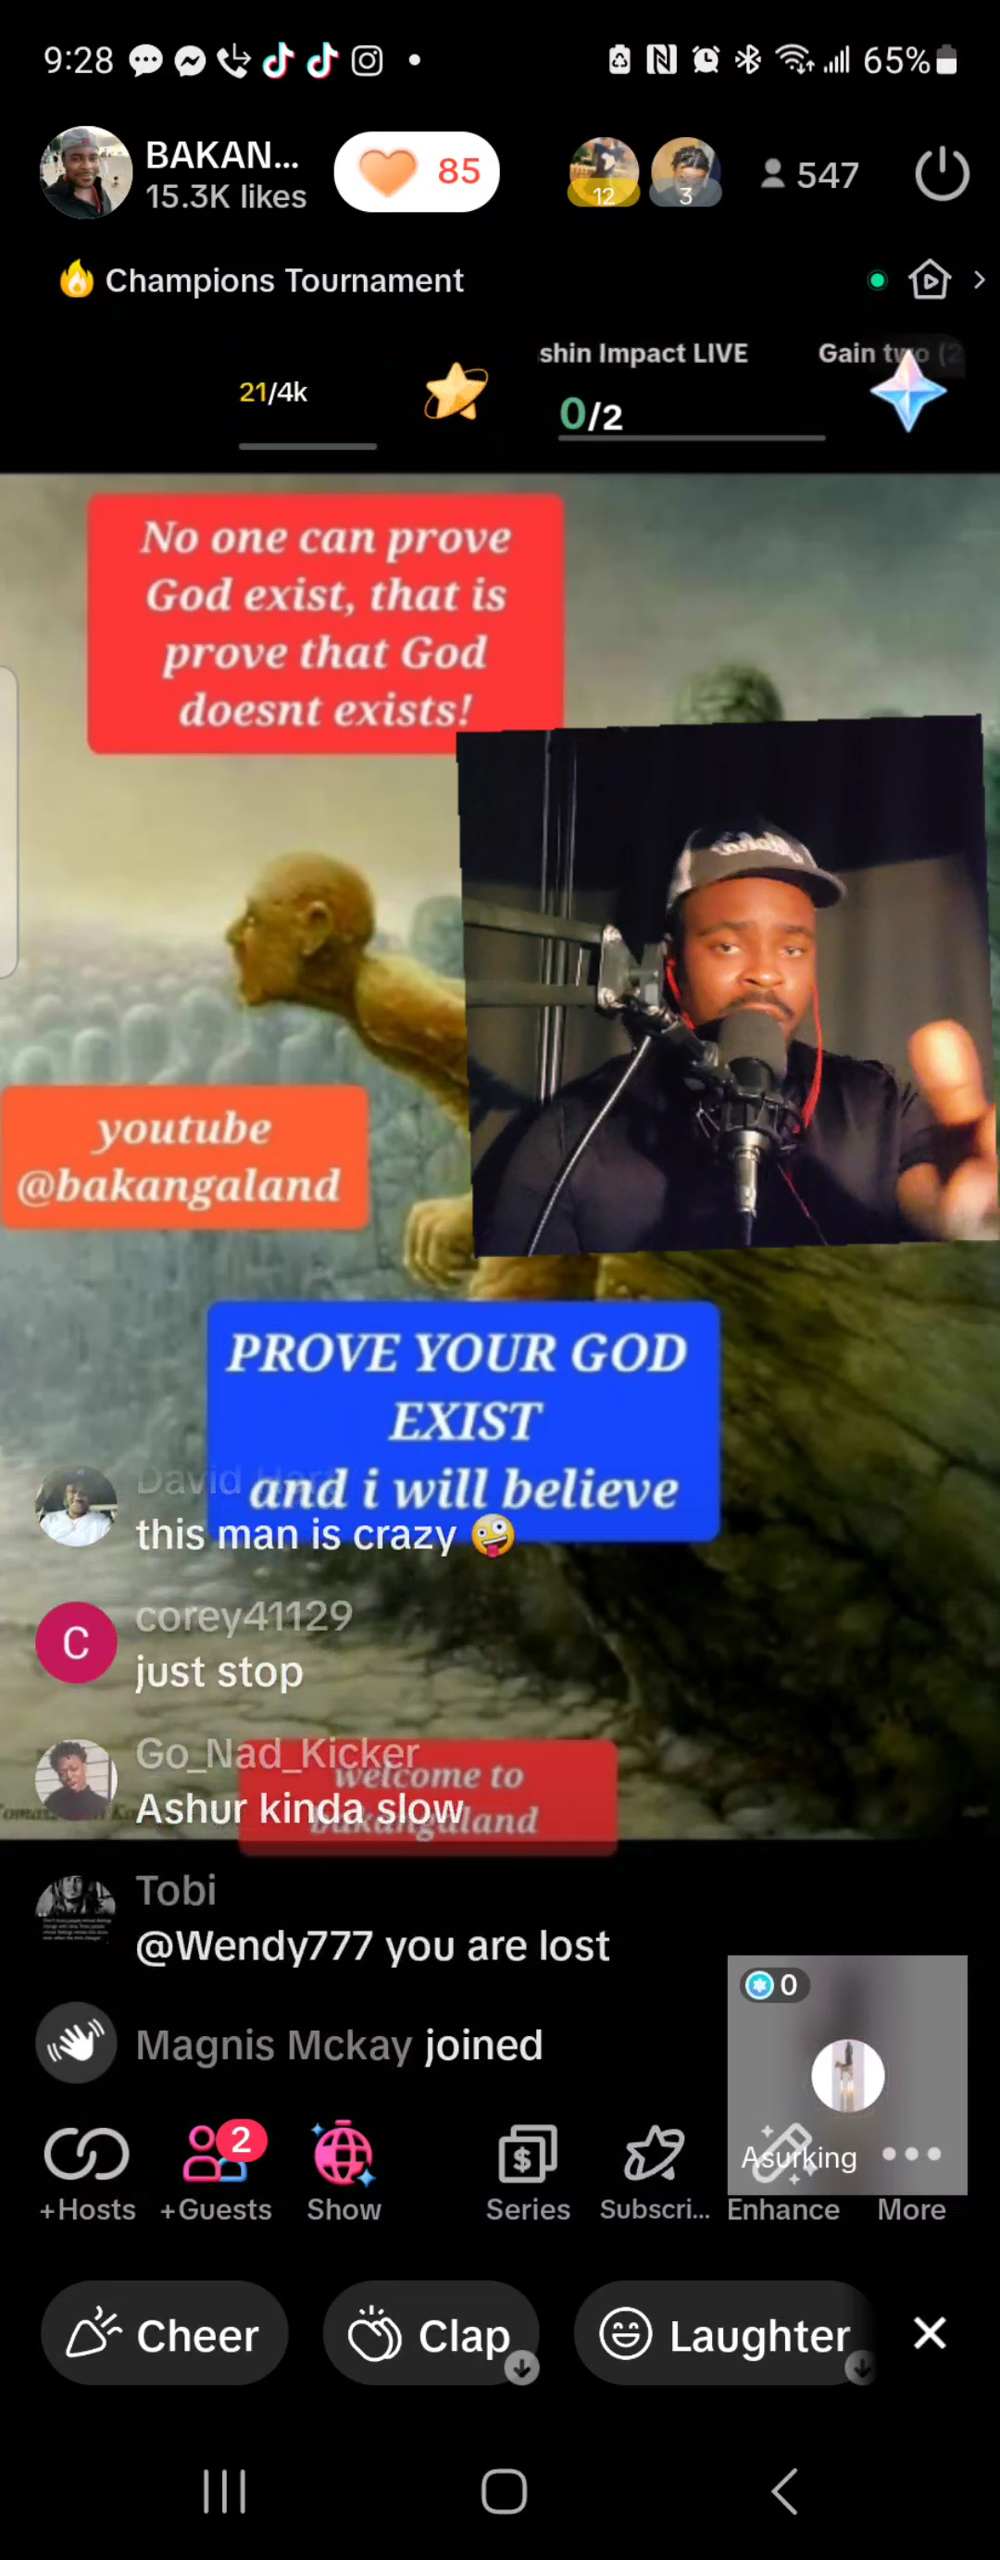 9:28
65%
BAKAN...
15.3K likes
85
12
3
547
Champions Tournament
shin Impact LIVE
Gain two (2
21/4k
0/2
No one can prove
God exist, that is
prove that God
doesnt exists!
youtube
@bakangaland
PROVE YOUR GOD
EXIST
and i will believe
David
this man is crazy 🤪
C
corey41129
just stop
Go_Nad_Kicker
welcome to
Ashur kinda slow
bakangaland
Tobi
@Wendy777 you are lost
0
Magnis Mckay joined
Asurking
2
+Hosts
+Guests
Show
Series
Subscri...
Enhance
More
Cheer
Clap
Laughter